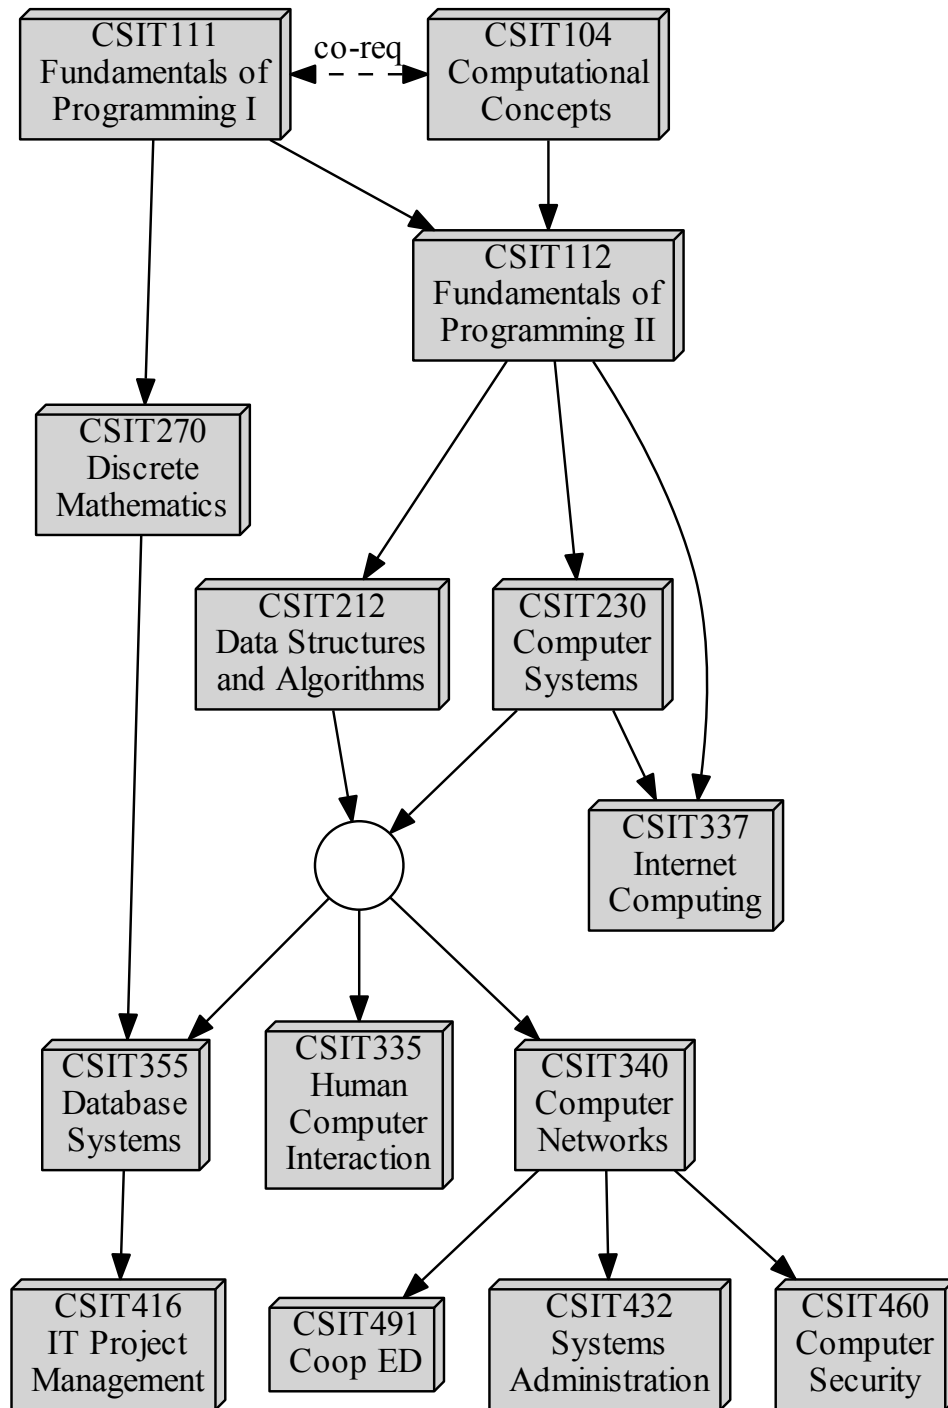 CSIT111
Fundamentals of
Programming I
co-req
CSIT104
Computational
Concepts
CSIT112
Fundamentals of
Programming II
CSIT270
Discrete
Mathematics
CSIT212
Data Structures
and Algorithms
CSIT230
Computer
Systems
CSIT337
Internet
Computing
CSIT355
Database
Systems
CSIT335
Human
Computer
Interaction
CSIT340
Computer
Networks
CSIT416
IT Project
Management
CSIT491
Coop ED
CSIT432
Systems
Administration
CSIT460
Computer
Security